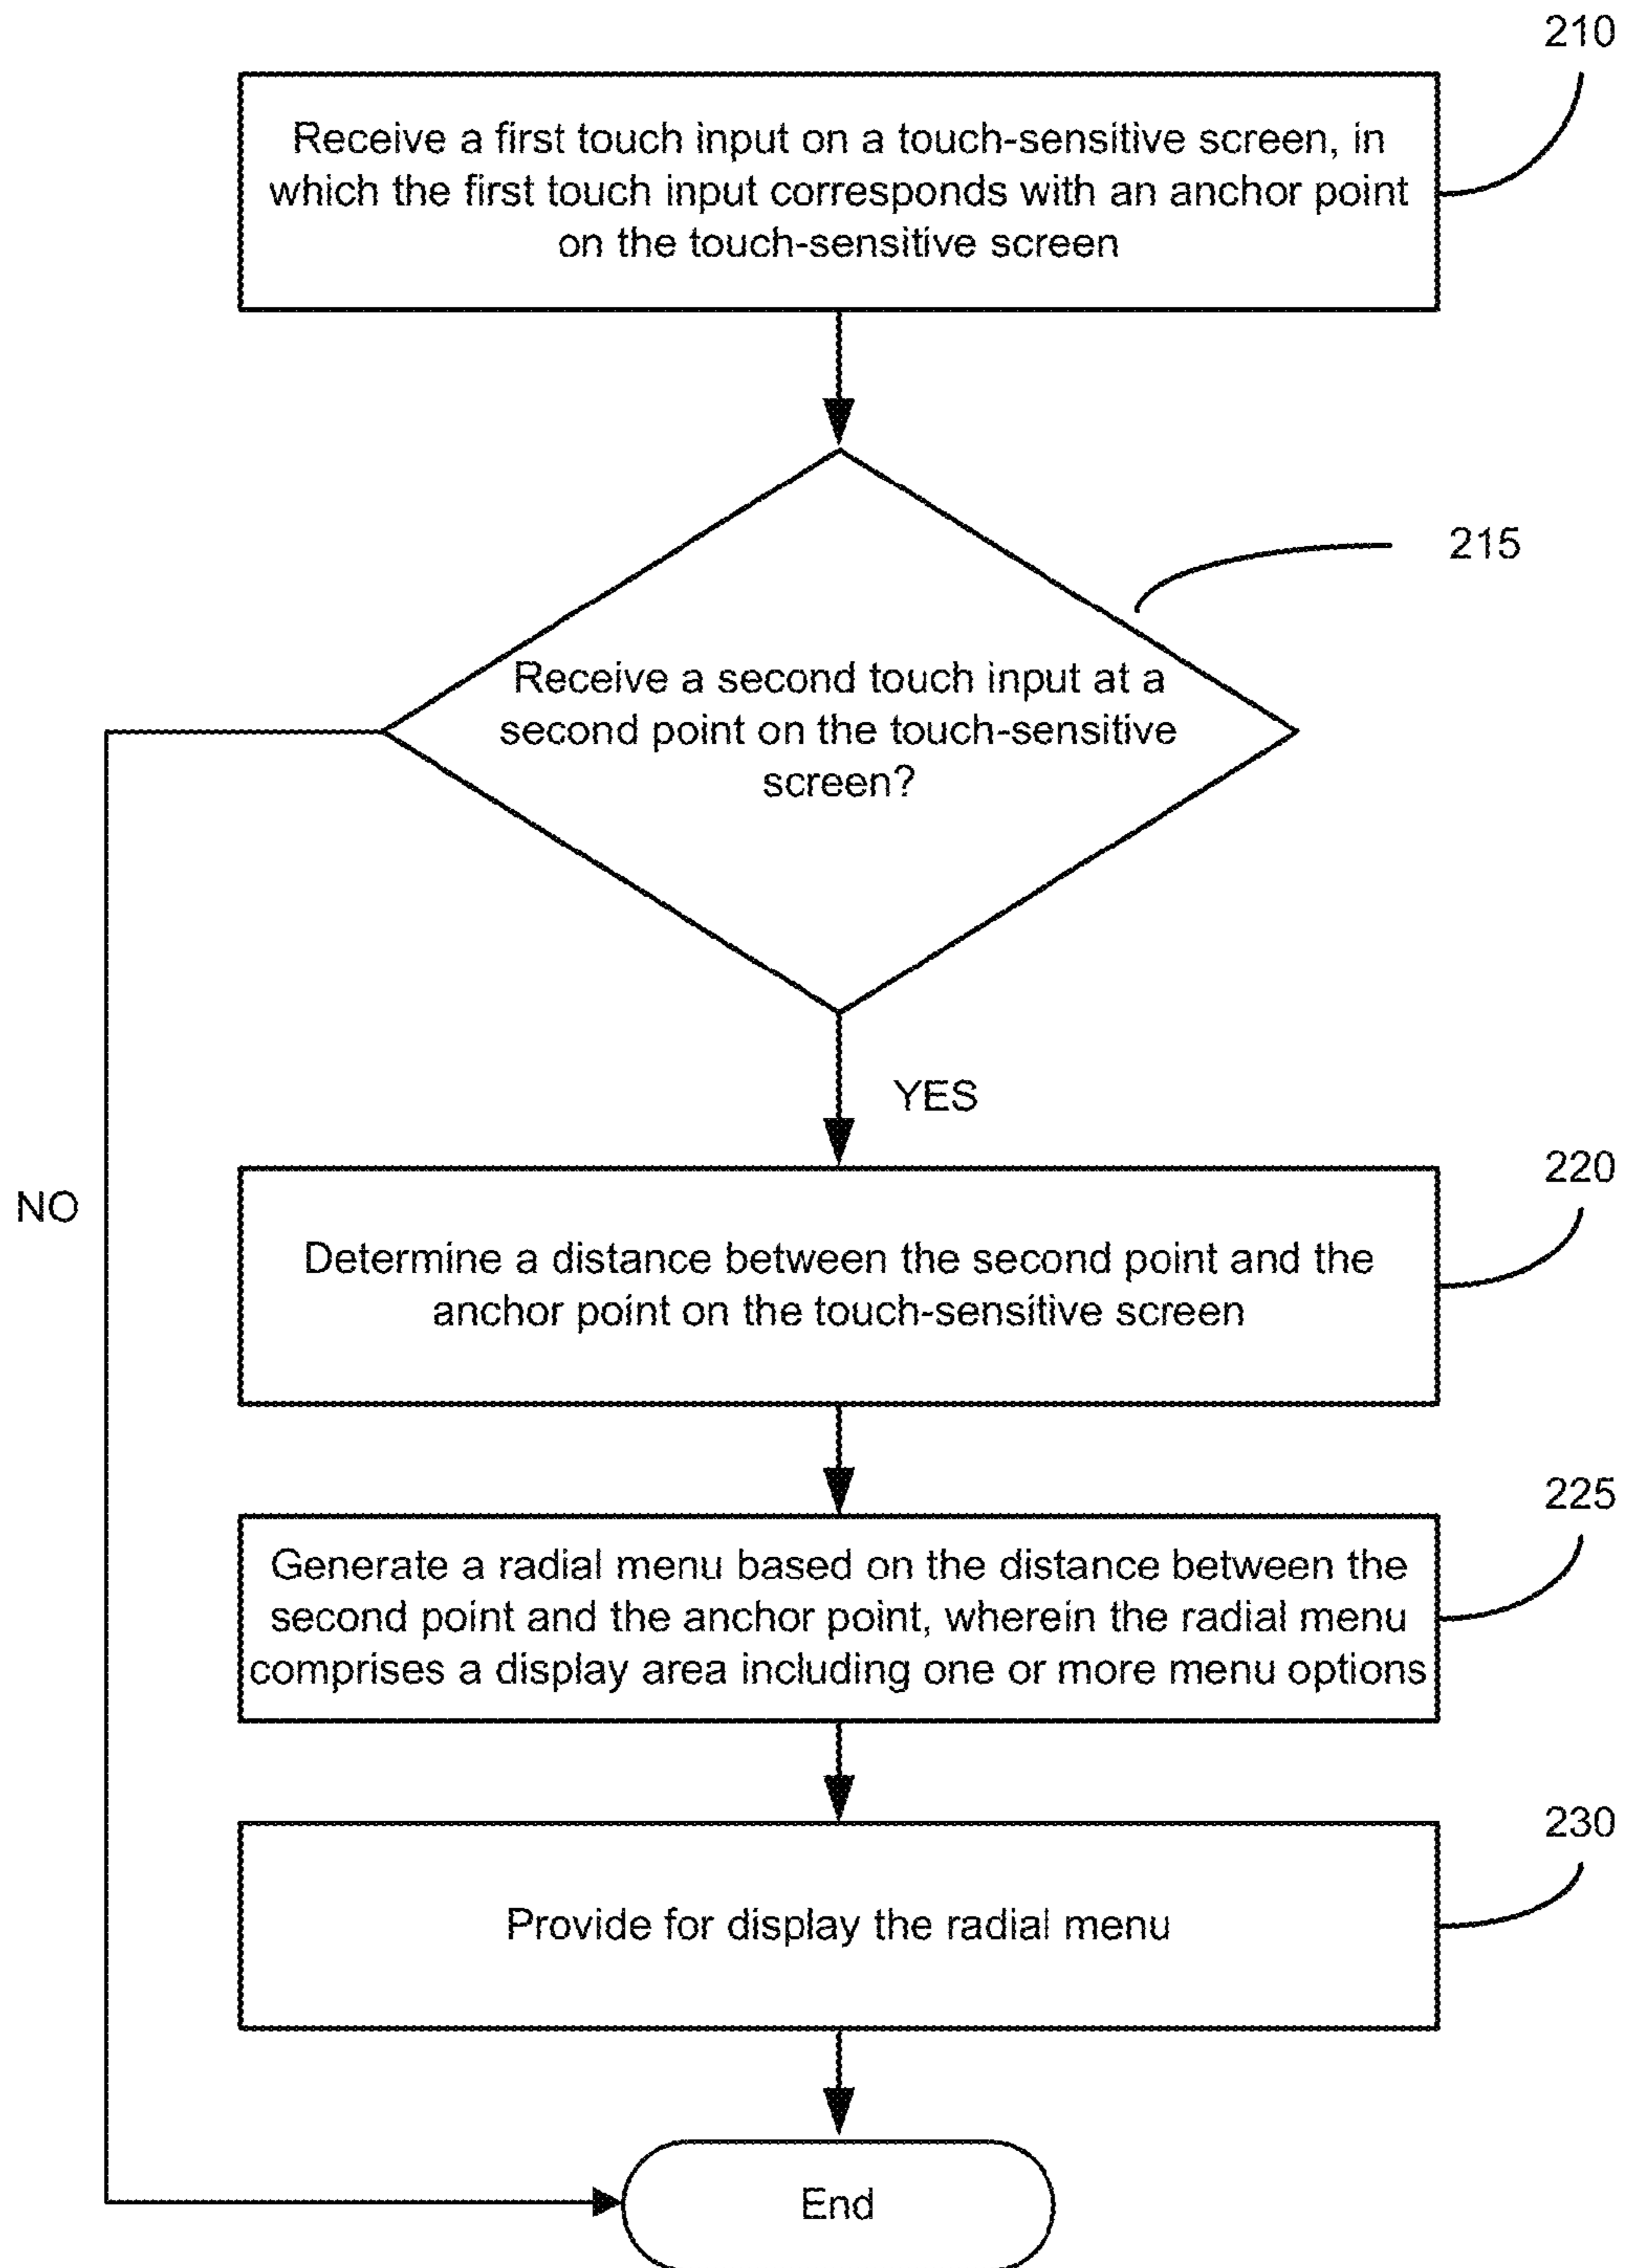 210
Receive a first touch input on a touch-sensitive screen, in
which the first touch input corresponds with an anchor point
on the touch-sensitive screen
215
Receive a second touch input at a
second point on the touch-sensitive
screen?
YES
NO
220
Determine a distance between the second point and the
anchor point on the touch-sensitive screen
225
Generate a radial menu based on the distance between the
second point and the anchor point, wherein the radial menu
comprises a display area including one or more menu options
230
Provide for display the radial menu
End